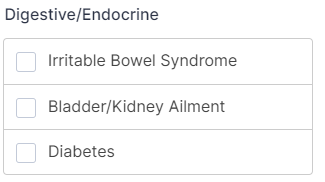 Digestive/Endocrine
Irritable Bowel Syndrome
Bladder/Kidney Ailment
Diabetes